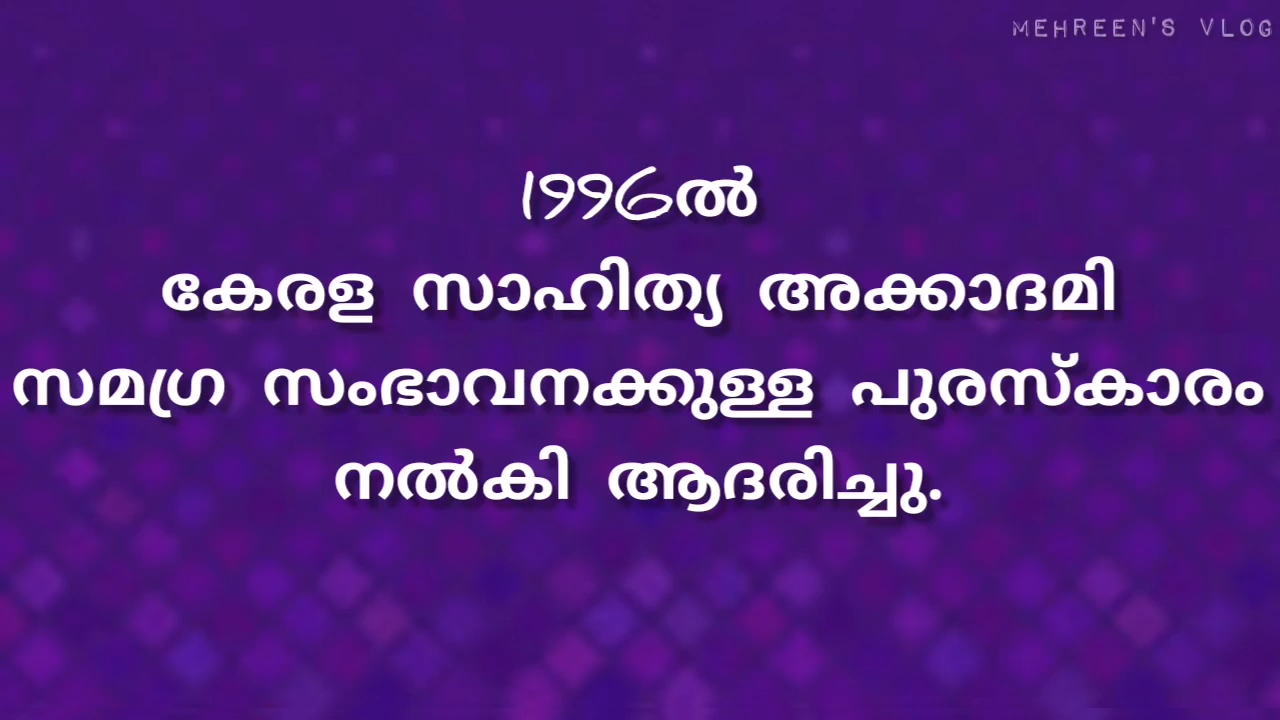 MEHREEN'S VLOG
1996ൽ
കേരള സാഹിത്യ അക്കാദമി
സമഗ്ര സംഭാവനക്കുള്ള പുരസ്കാരം
നൽകി ആദരിച്ചു.